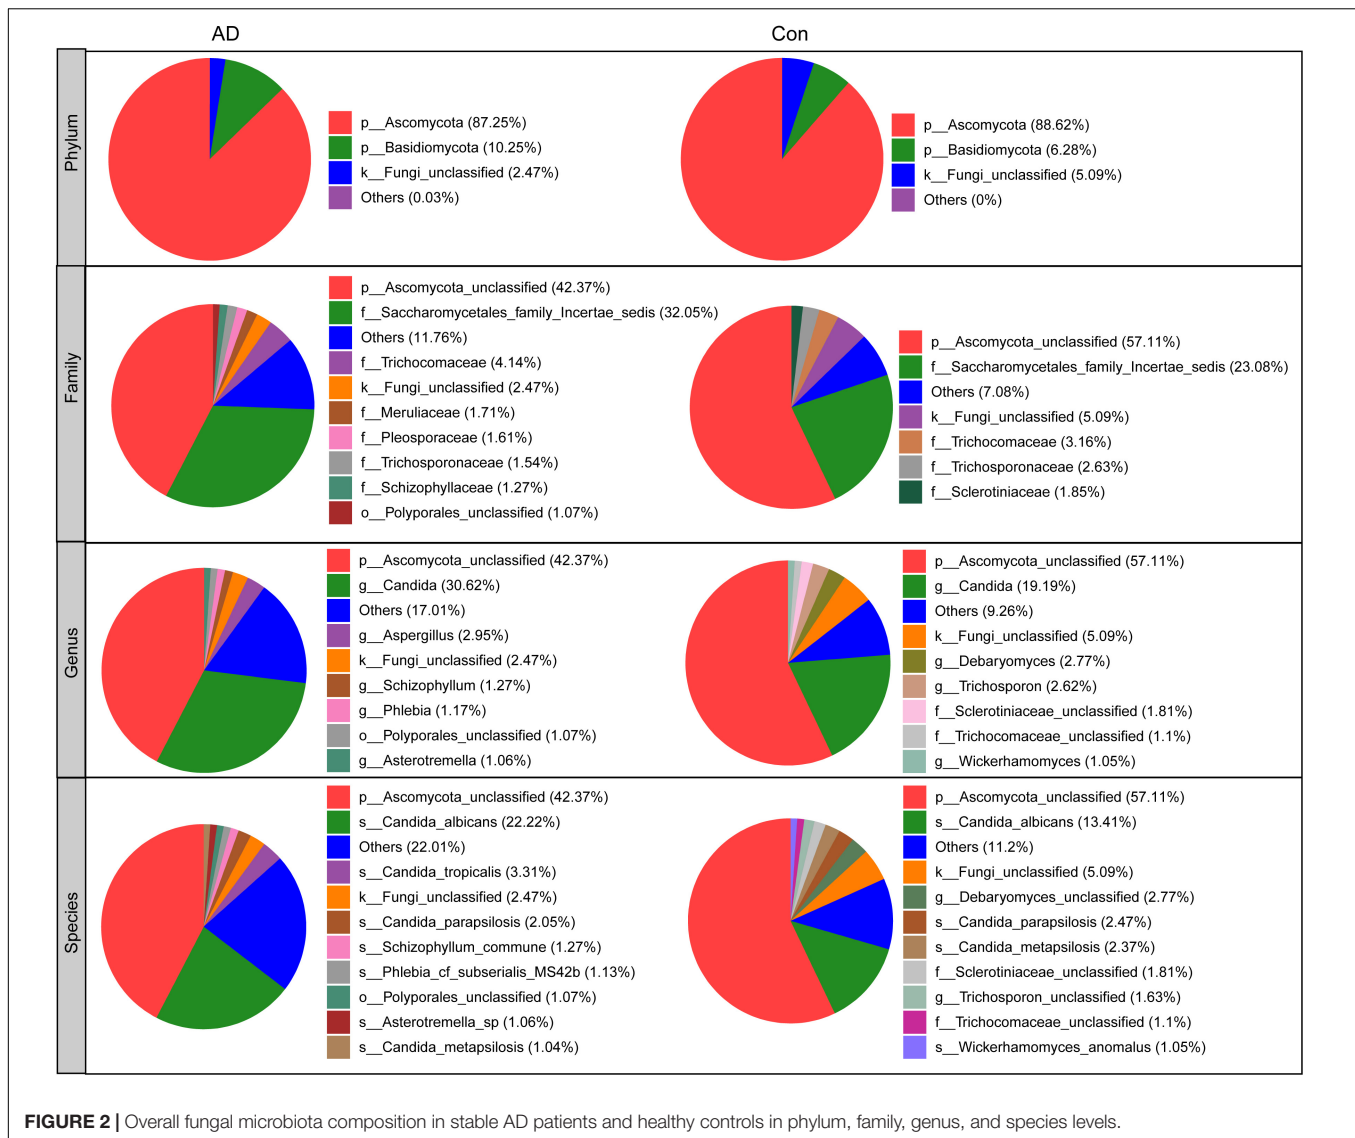 AD
Con
Phylum
p__Ascomycota (87.25%)
p__Basidiomycota (10.25%)
k__Fungi_unclassified (2.47%)
Others (0.03%)
p__Ascomycota (88.62%)
p__Basidiomycota (6.28%)
k__Fungi_unclassified (5.09%)
Others (0%)
Family
p__Ascomycota_unclassified (42.37%)
f__Saccharomycetales_family_Incertae_sedis (32.05%)
Others (11.76%)
f__Trichocomaceae (4.14%)
k__Fungi_unclassified (2.47%)
f__Meruliaceae (1.71%)
f__Pleosporaceae (1.61%)
f__Trichosporonaceae (1.54%)
f__Schizophyllaceae (1.27%)
o__Polyporales_unclassified (1.07%)
p__Ascomycota_unclassified (57.11%)
f__Saccharomycetales_family_Incertae_sedis (23.08%)
Others (7.08%)
k__Fungi_unclassified (5.09%)
f__Trichocomaceae (3.16%)
f__Trichosporonaceae (2.63%)
f__Sclerotiniaceae (1.85%)
Genus
p__Ascomycota_unclassified (42.37%)
g__Candida (30.62%)
Others (17.01%)
g__Aspergillus (2.95%)
k__Fungi_unclassified (2.47%)
g__Schizophyllum (1.27%)
g__Phlebia (1.17%)
o__Polyporales_unclassified (1.07%)
g__Asterotremella (1.06%)
p__Ascomycota_unclassified (57.11%)
g__Candida (19.19%)
Others (9.26%)
k__Fungi_unclassified (5.09%)
g__Debaryomyces (2.77%)
g__Trichosporon (2.62%)
f__Sclerotiniaceae_unclassified (1.81%)
f__Trichocomaceae_unclassified (1.1%)
g__Wickerhamomyces (1.05%)
Species
p__Ascomycota_unclassified (42.37%)
s__Candida_albicans (22.22%)
Others (22.01%)
s__Candida_tropicalis (3.31%)
k__Fungi_unclassified (2.47%)
s__Candida_parapsilosis (2.05%)
s__Schizophyllum_commune (1.27%)
s__Phlebia_cf_subserialis_MS42b (1.13%)
o__Polyporales_unclassified (1.07%)
s__Asterotremella_sp (1.06%)
s__Candida_metapsilosis (1.04%)
p__Ascomycota_unclassified (57.11%)
s__Candida_albicans (13.41%)
Others (11.2%)
k__Fungi_unclassified (5.09%)
g__Debaryomyces_unclassified (2.77%)
s__Candida_parapsilosis (2.47%)
s__Candida_metapsilosis (2.37%)
f__Sclerotiniaceae_unclassified (1.81%)
g__Trichosporon_unclassified (1.63%)
f__Trichocomaceae_unclassified (1.1%)
s__Wickerhamomyces_anomalus (1.05%)
FIGURE 2 | Overall fungal microbiota composition in stable AD patients and healthy controls in phylum, family, genus, and species levels.